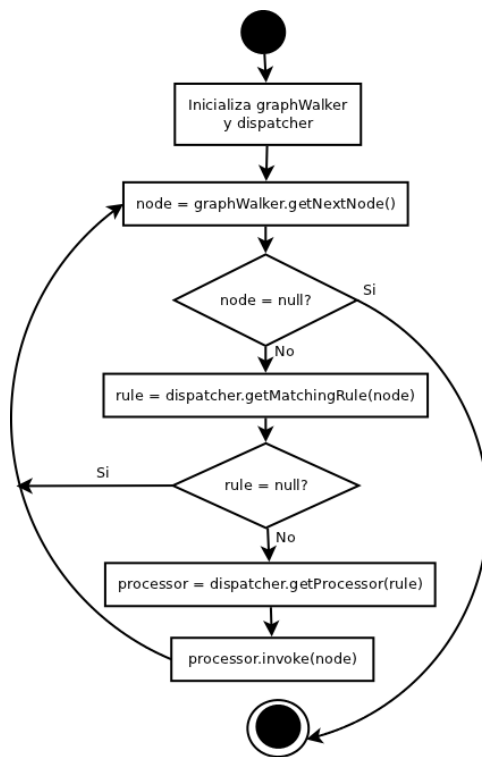 Inicializa graphWalker
y dispatcher
node = graphWalker.getNextNode()
node = null?
Si
No
rule = dispatcher.getMatchingRule(node)
Si
rule = null?
No
processor = dispatcher.getProcessor(rule)
processor.invoke(node)